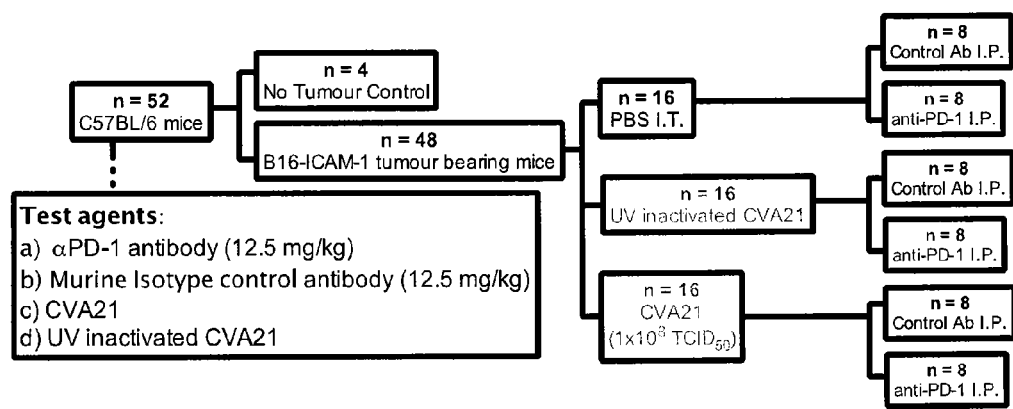 n = 52
C57BL/6 mice
n = 4
No Tumour Control
n = 48
B16-ICAM-1 tumour bearing mice
n = 16
PBS I.T.
n = 8
Control Ab I.P.
n = 8
anti-PD-1 I.P.
n = 16
UV inactivated CVA21
n = 8
Control Ab I.P.
n = 8
anti-PD-1 I.P.
n = 16
CVA21
(1x10⁸ TCID₅₀)
n = 8
Control Ab I.P.
n = 8
anti-PD-1 I.P.
Test agents:
a) αPD-1 antibody (12.5 mg/kg)
b) Murine Isotype control antibody (12.5 mg/kg)
c) CVA21
d) UV inactivated CVA21